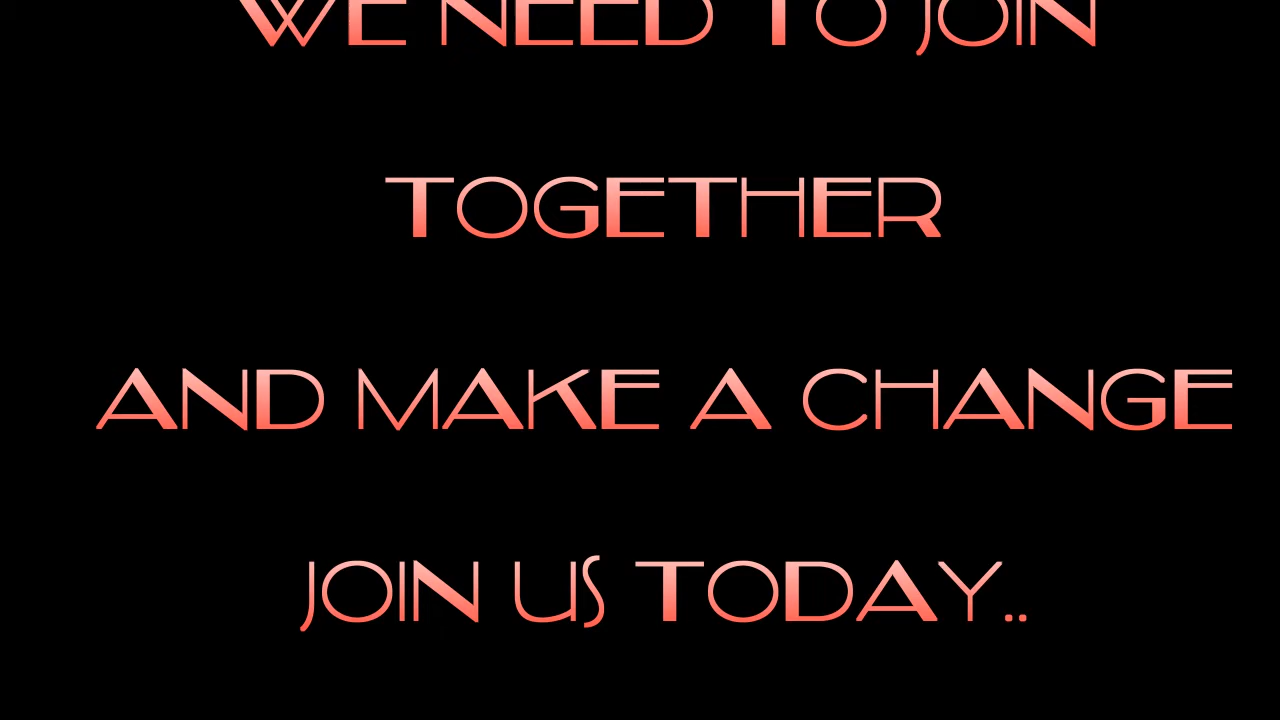 WE NEED TO JOIN
TOGETHER
AND MAKE A CHANGE
JOIN US TODAY..